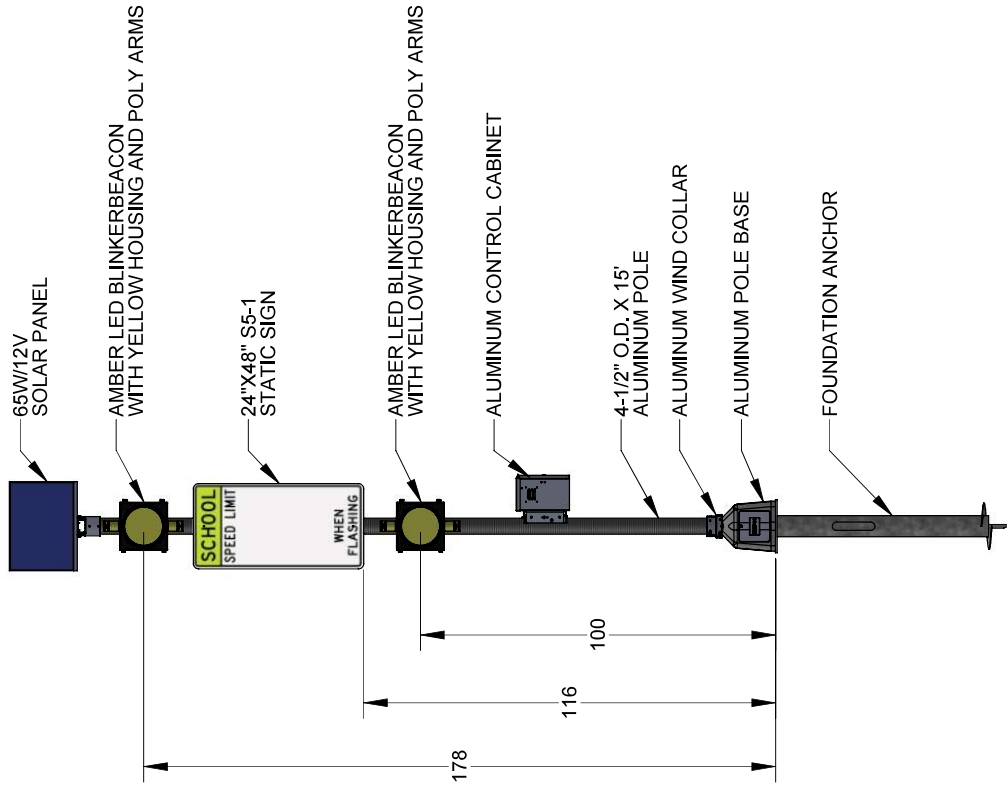 65W/12V
SOLAR PANEL
AMBER LED BLINKERBEACON
WITH YELLOW HOUSING AND POLY ARMS
24"X48" S5-1
STATIC SIGN
SCHOOL
SPEED LIMIT
WHEN
FLASHING
AMBER LED BLINKERBEACON
WITH YELLOW HOUSING AND POLY ARMS
ALUMINUM CONTROL CABINET
4-1/2" O.D. X 15'
ALUMINUM POLE
ALUMINUM WIND COLLAR
ALUMINUM POLE BASE
FOUNDATION ANCHOR
100
116
178